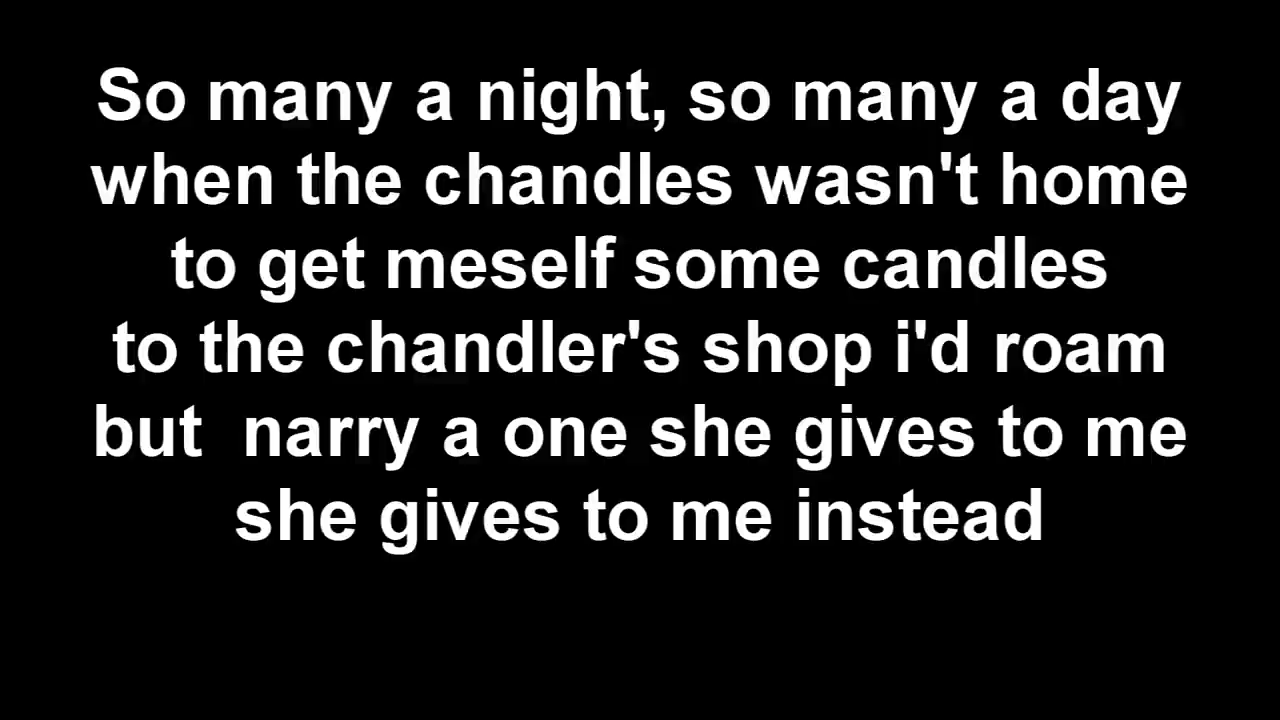 So many a night, so many a day
when the chandles wasn't home
to get meself some candles
to the chandler's shop i'd roam
but  narry a one she gives to me
she gives to me instead